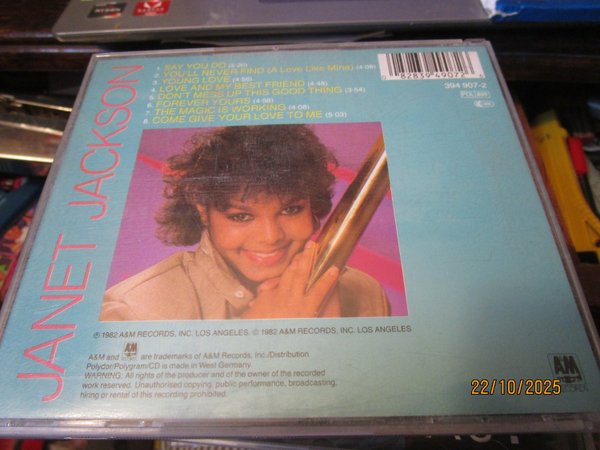 JANET JACKSON
1. SAY YOU DO (6:20)
2. YOU'LL NEVER FIND (A Love Like Mine) (4:08)
3. YOUNG LOVE (4:56)
4. LOVE AND MY BEST FRIEND (4:48)
5. DON'T MESS UP THIS GOOD THING (3:54)
6. FOREVER YOURS (4:58)
7. THE MAGIC IS WORKING (4:08)
8. COME GIVE YOUR LOVE TO ME (5:03)
0 82839 49072
394 907-2
℗ 1982 A&M RECORDS, INC. LOS ANGELES. © 1982 A&M RECORDS, INC. LOS ANGELES
A&M and are trademarks of A&M Records, Inc./Distribution
Polydor/Polygram/CD is made in West Germany
WARNING: All rights of the producer and of the owner of the recorded
work reserved. Unauthorised copying, public performance, broadcasting,
hiring or rental of this recording prohibited.
A&M
RECORDS
22/10/2025